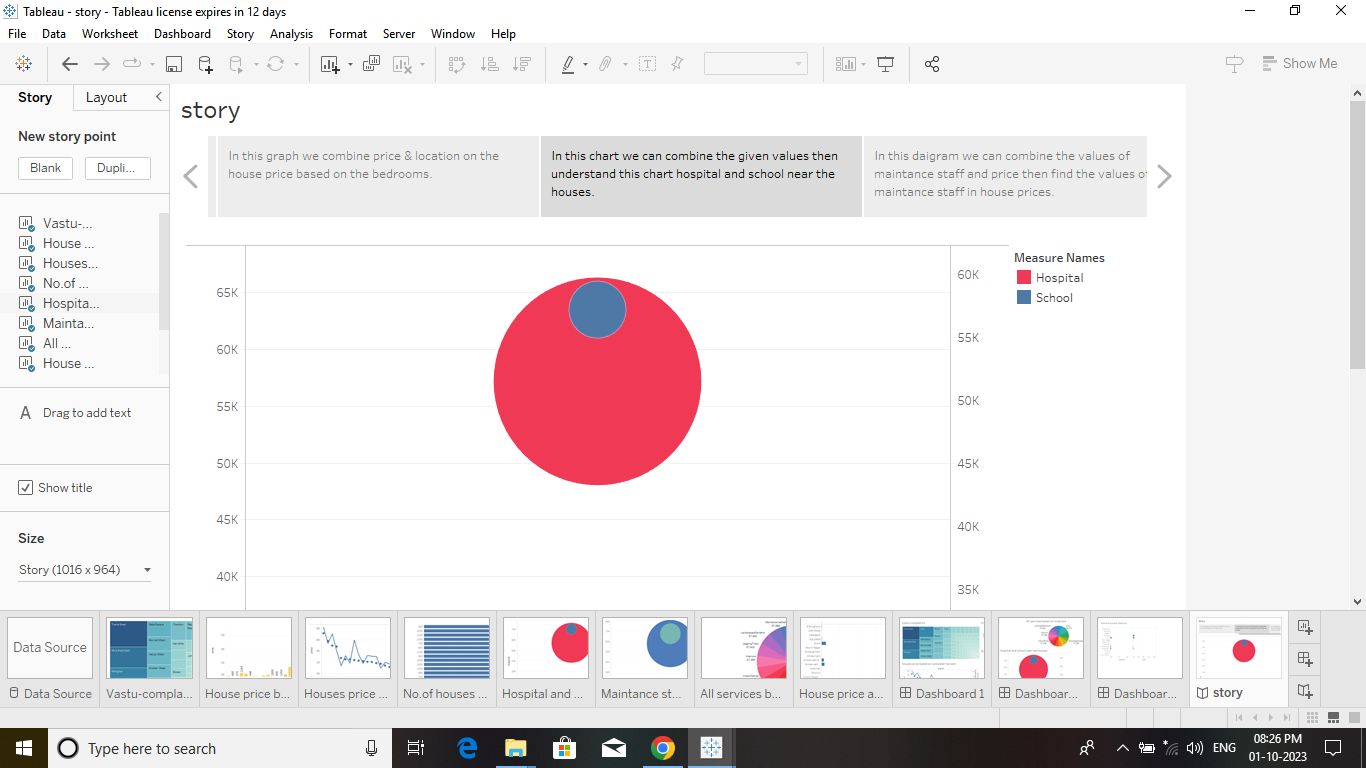 Tableau - story - Tableau license expires in 12 days
File Data Worksheet Dashboard Story Analysis Format Server Window Help
Show Me
Story Layout
New story point
Blank Dupli...
Vastu-...
House ...
Houses...
No.of ...
Hospita...
Mainta...
All ...
House ...
A Drag to add text
Show title
Size
Story (1016 x 964)
story
In this graph we combine price & location on the
house price based on the bedrooms.
In this chart we can combine the given values then
understand this chart hospital and school near the
houses.
In this daigram we can combine the values of
maintance staff and price then find the values of
maintance staff in house prices.
65K
60K
55K
50K
45K
40K
60K
55K
50K
45K
40K
35K
Measure Names
Hospital
School
Data Source
Data Source
Vastu-compla...
House price b...
Houses price ...
No.of houses ...
Hospital and ...
Maintance st...
All services b...
House price a...
Dashboard 1
Dashboar...
Dashboar...
story
Type here to search
ENG
08:26 PM
01-10-2023